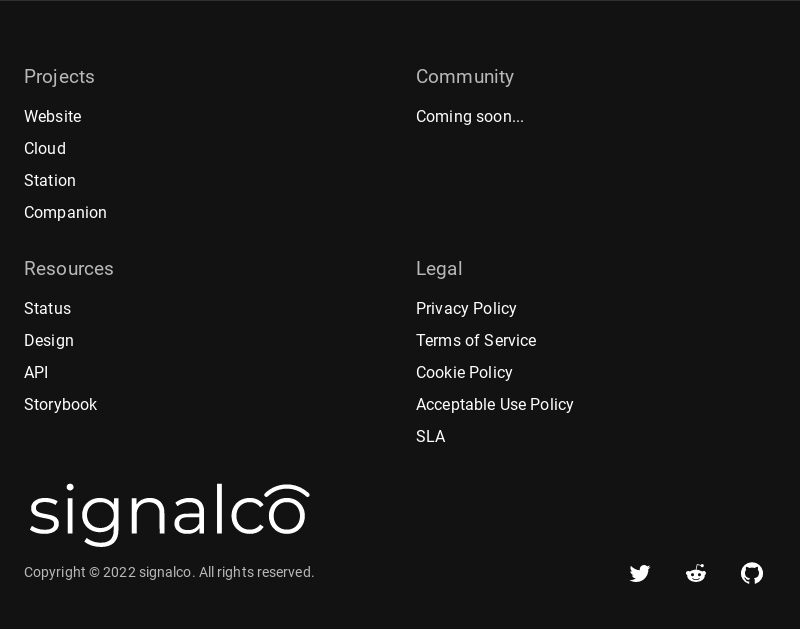 Projects
Website
Cloud
Station
Companion
Community
Coming soon...
Resources
Status
Design
API
Storybook
Legal
Privacy Policy
Terms of Service
Cookie Policy
Acceptable Use Policy
SLA
signalco
Copyright © 2022 signalco. All rights reserved.